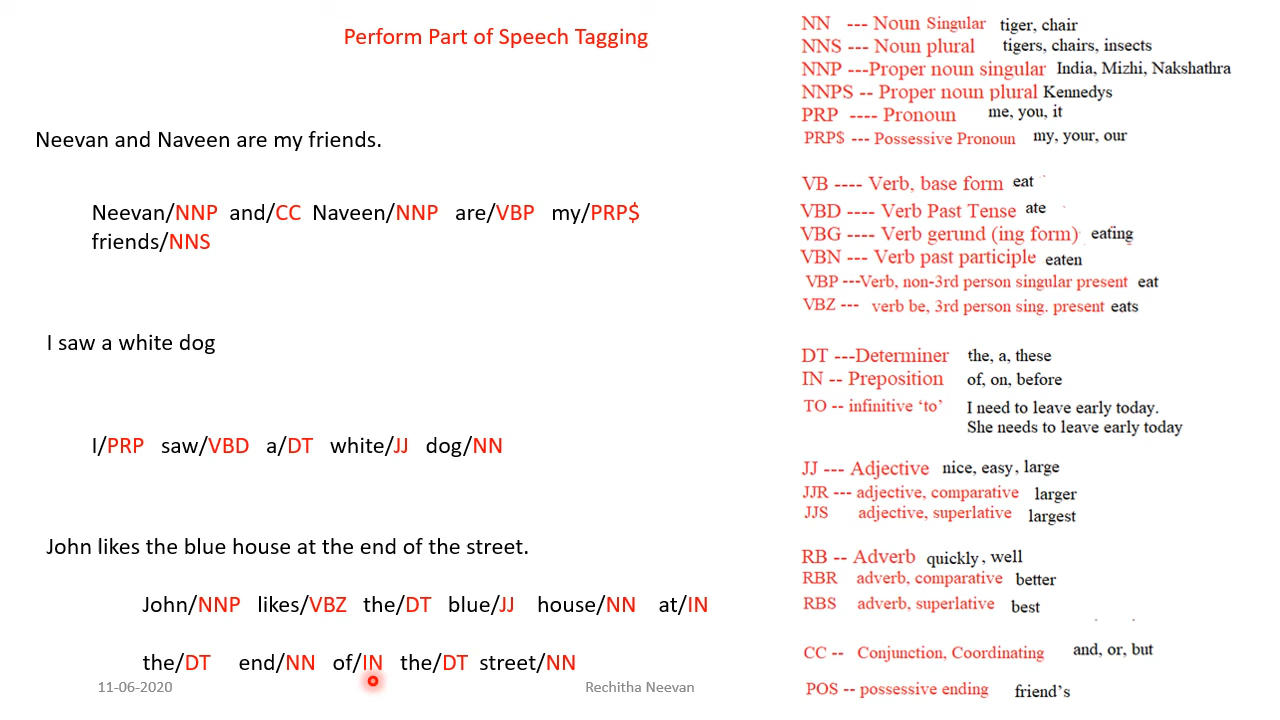 Perform Part of Speech Tagging
Neevan and Naveen are my friends.
Neevan/NNP and/CC Naveen/NNP are/VBP my/PRP$
friends/NNS
I saw a white dog
I/PRP saw/VBD a/DT white/JJ dog/NN
John likes the blue house at the end of the street.
John/NNP likes/VBZ the/DT blue/JJ house/NN at/IN
the/DT end/NN of/IN the/DT street/NN
11-06-2020
Rechitha Neevan
NN --- Noun Singular tiger, chair
NNS --- Noun plural tigers, chairs, insects
NNP ---Proper noun singular India, Mizhi, Nakshathra
NNPS -- Proper noun plural Kennedys
PRP ---- Pronoun me, you, it
PRP$ --- Possessive Pronoun my, your, our
VB ---- Verb, base form eat
VBD ---- Verb Past Tense ate
VBG ---- Verb gerund (ing form) eating
VBN --- Verb past participle eaten
VBP ---Verb, non-3rd person singular present eat
VBZ --- verb be, 3rd person sing. present eats
DT ---Determiner the, a, these
IN -- Preposition of, on, before
TO -- infinitive ‘to’ I need to leave early today.
She needs to leave early today
JJ --- Adjective nice, easy, large
JJR --- adjective, comparative larger
JJS adjective, superlative largest
RB -- Adverb quickly, well
RBR adverb, comparative better
RBS adverb, superlative best
CC -- Conjunction, Coordinating and, or, but
POS -- possessive ending friend’s